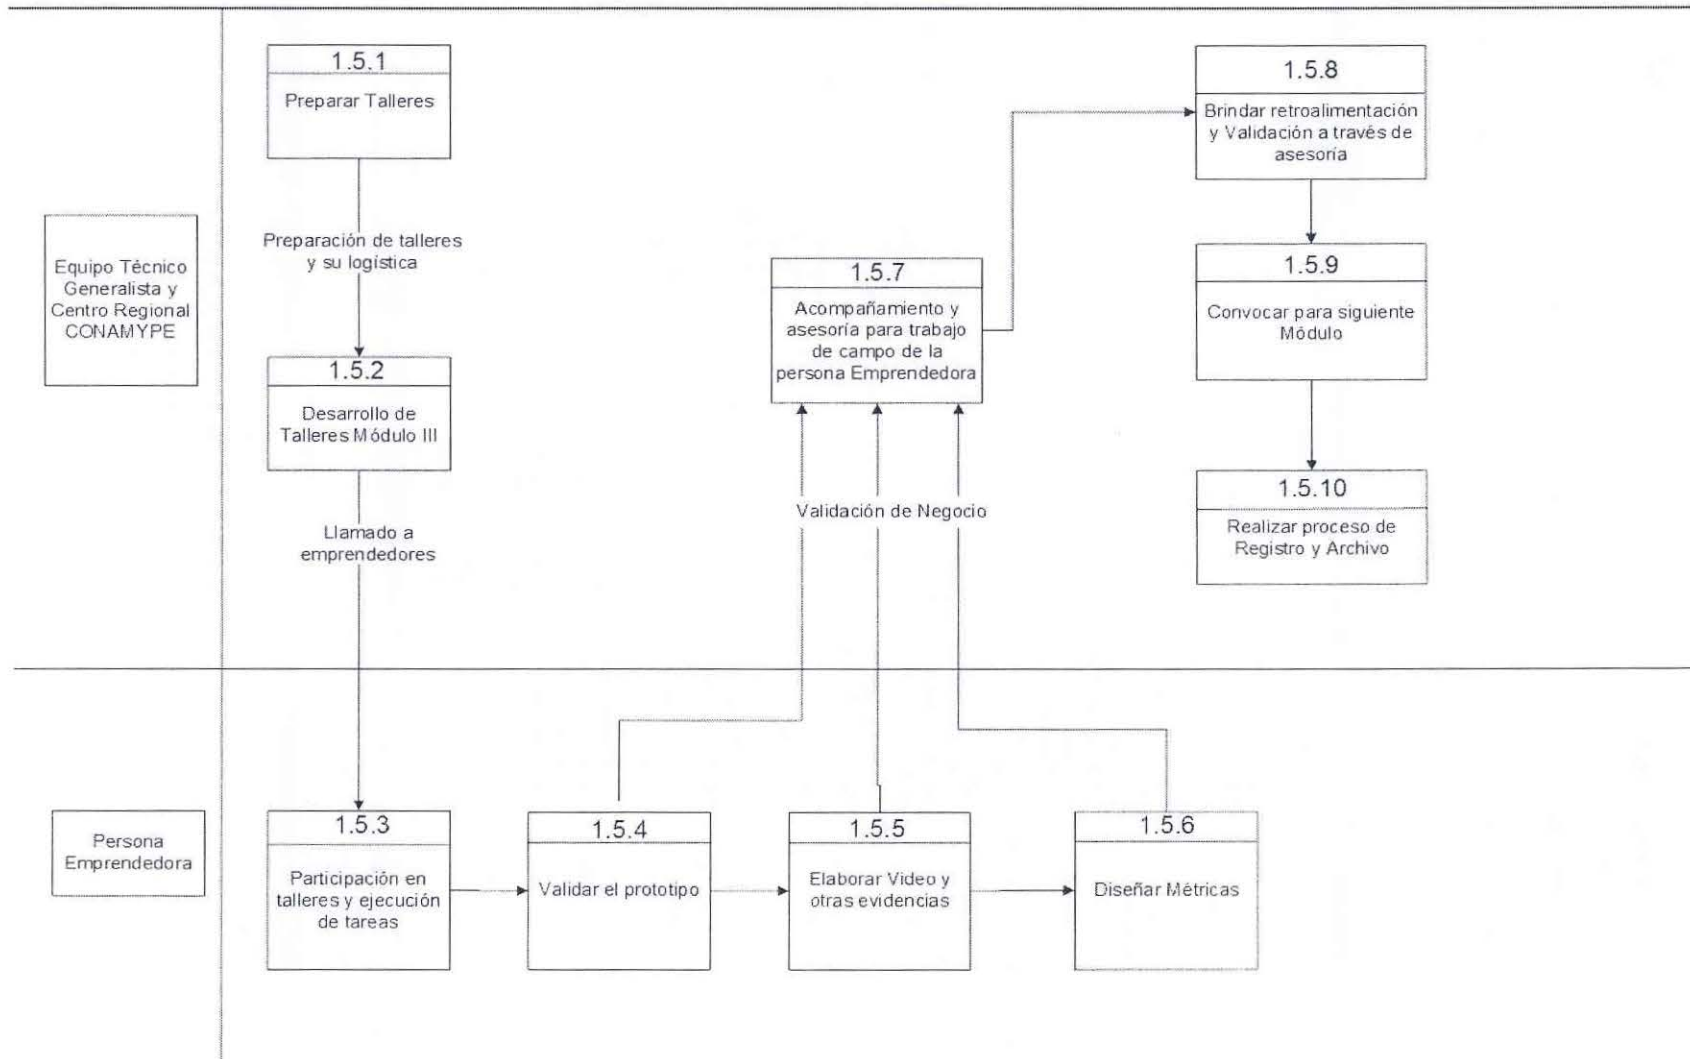 Equipo Técnico
Generalista y
Centro Regional
CONAMYPE
1.5.1
Preparar Talleres
Preparación de talleres
y su logística
1.5.2
Desarrollo de
Talleres Módulo III
Llamado a
emprendedores
1.5.7
Acompañamiento y
asesoría para trabajo
de campo de la
persona Emprendedora
Validación de Negocio
1.5.8
Brindar retroalimentación
y Validación a través de
asesoría
1.5.9
Convocar para siguiente
Módulo
1.5.10
Realizar proceso de
Registro y Archivo
Persona
Emprendedora
1.5.3
Participación en
talleres y ejecución
de tareas
1.5.4
Validar el prototipo
1.5.5
Elaborar Video y
otras evidencias
1.5.6
Diseñar Métricas